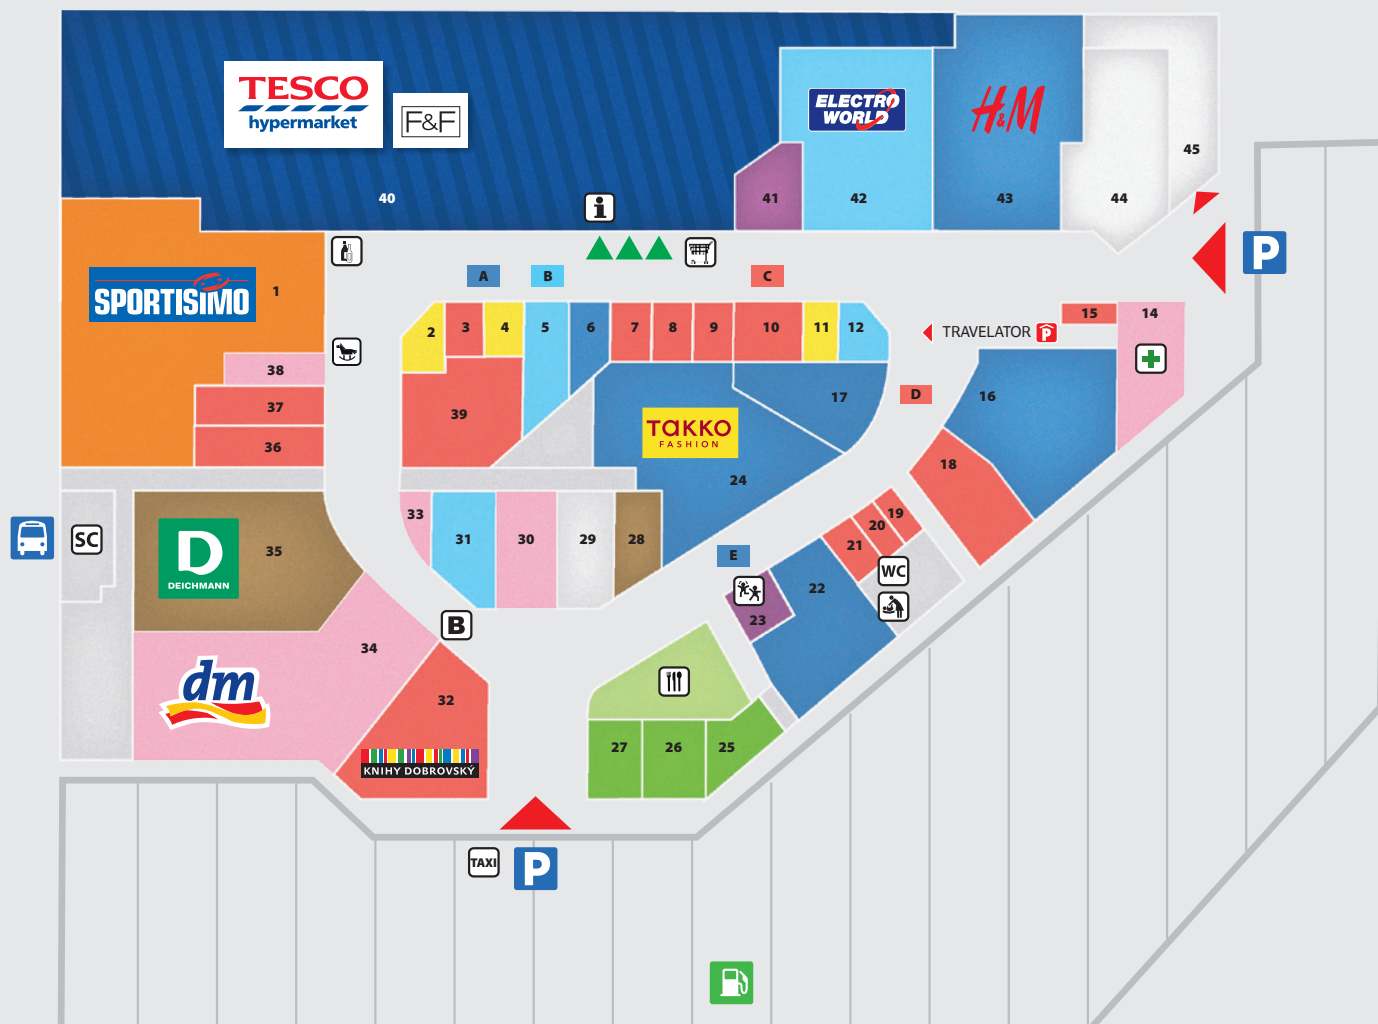 TESCO
hypermarket
F&F
ELECTRO
WORLD
H&M
45
40
i
41
42
43
44
P
A
B
C
SPORTISIMO
1
2
3
4
5
6
7
8
9
10
11
12
TRAVELATOR P
15
14
38
37
36
39
TAKKO
FASHION
17
D
16
24
18
SC
D
DEICHMANN
35
33
31
30
29
28
19
20
21
E
WC
22
23
B
34
dm
32
KNIHY DOBROVSKÝ
27
26
25
TAXI
P